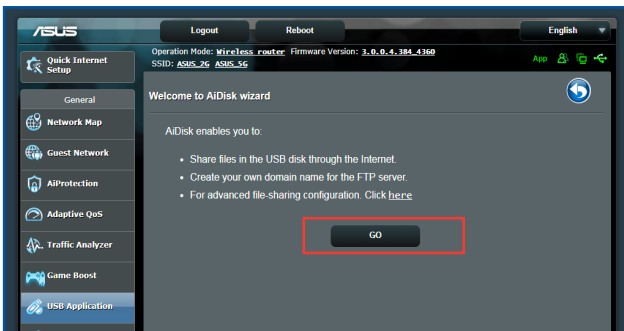 ASUS
Logout
Reboot
English
Operation Mode: Wireless router Firmware Version: 3.0.0.4.384_4360
SSID: ASUS_2G ASUS_5G
App
Quick Internet
Setup
General
Network Map
Guest Network
AiProtection
Adaptive QoS
Traffic Analyzer
Game Boost
USB Application
Welcome to AiDisk wizard
AiDisk enables you to:
• Share files in the USB disk through the Internet.
• Create your own domain name for the FTP server.
• For advanced file-sharing configuration. Click here
GO